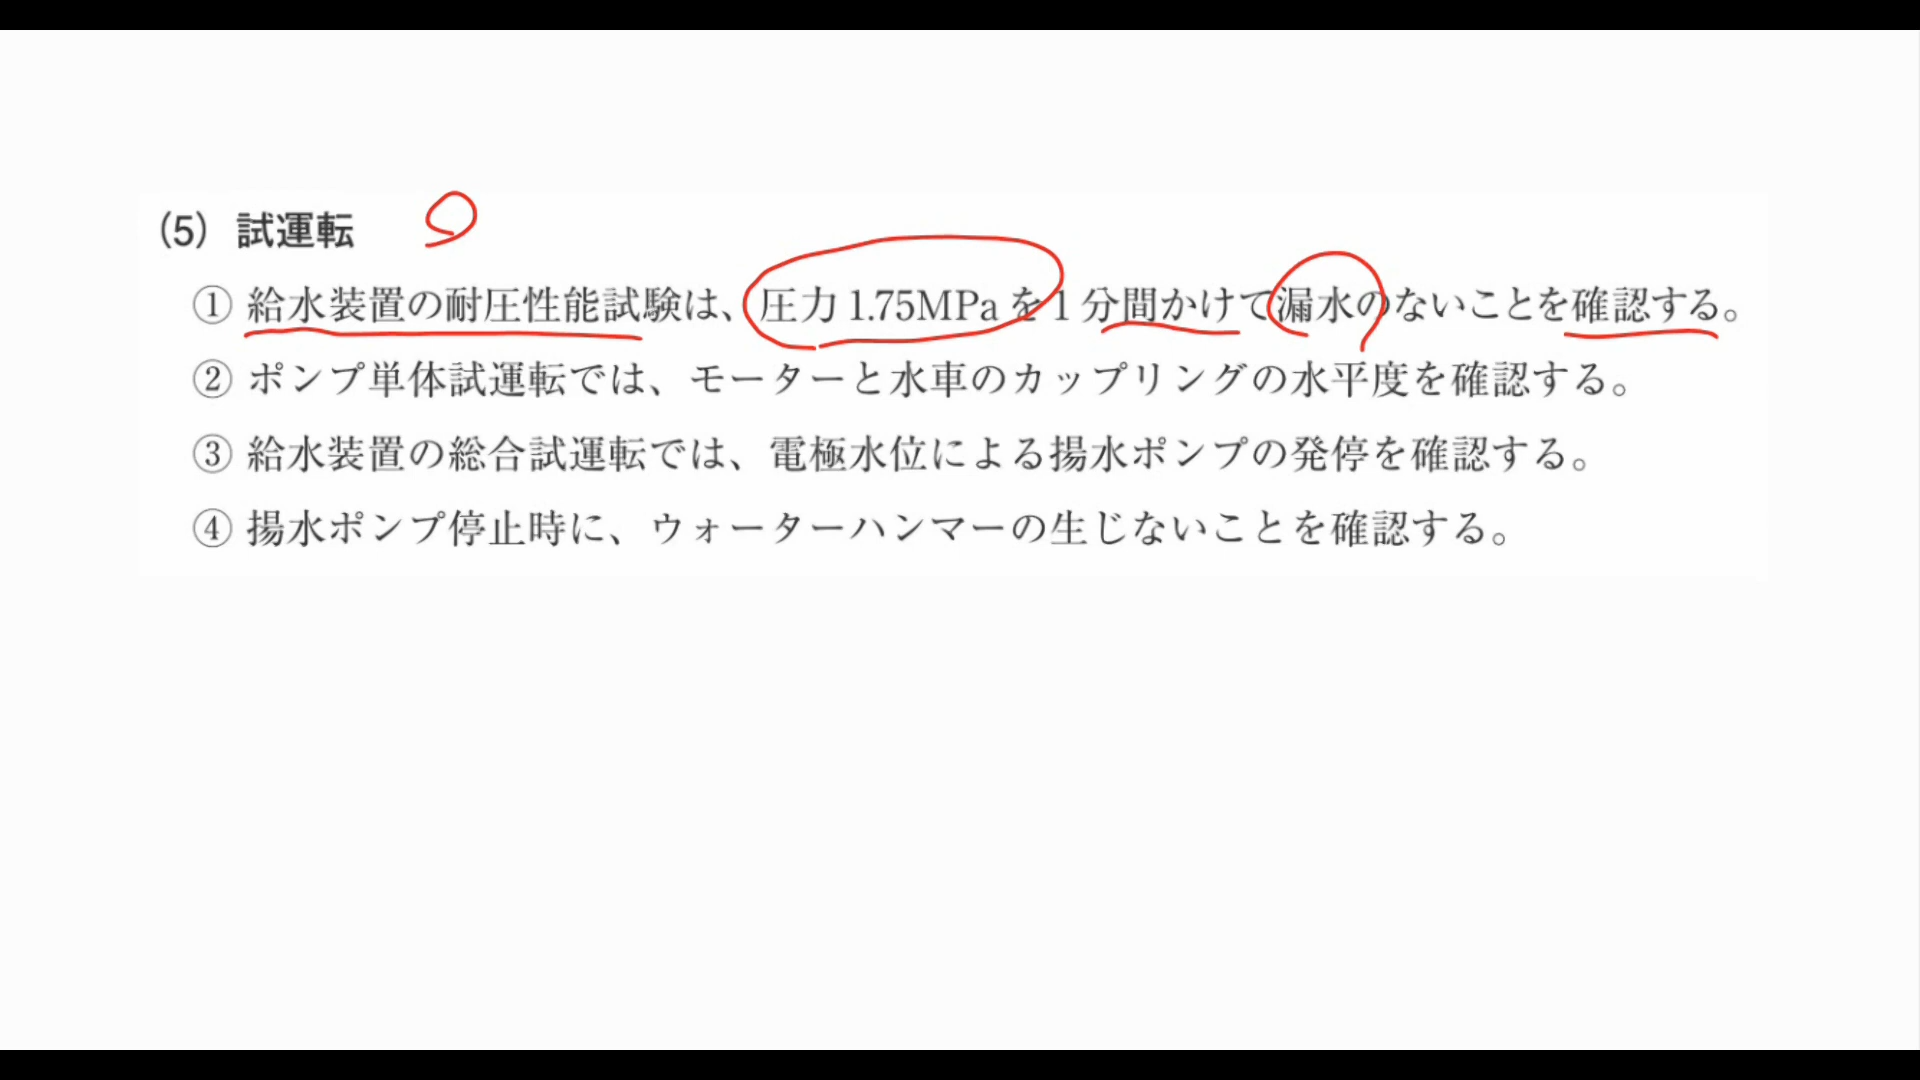 (5) 試運転
① 給水装置の耐圧性能試験は、圧力1.75MPaを1分間かけて漏水のないことを確認する。
② ポンプ単体試運転では、モーターと水車のカップリングの水平度を確認する。
③ 給水装置の総合試運転では、電極水位による揚水ポンプの発停を確認する。
④ 揚水ポンプ停止時に、ウォーターハンマーの生じないことを確認する。